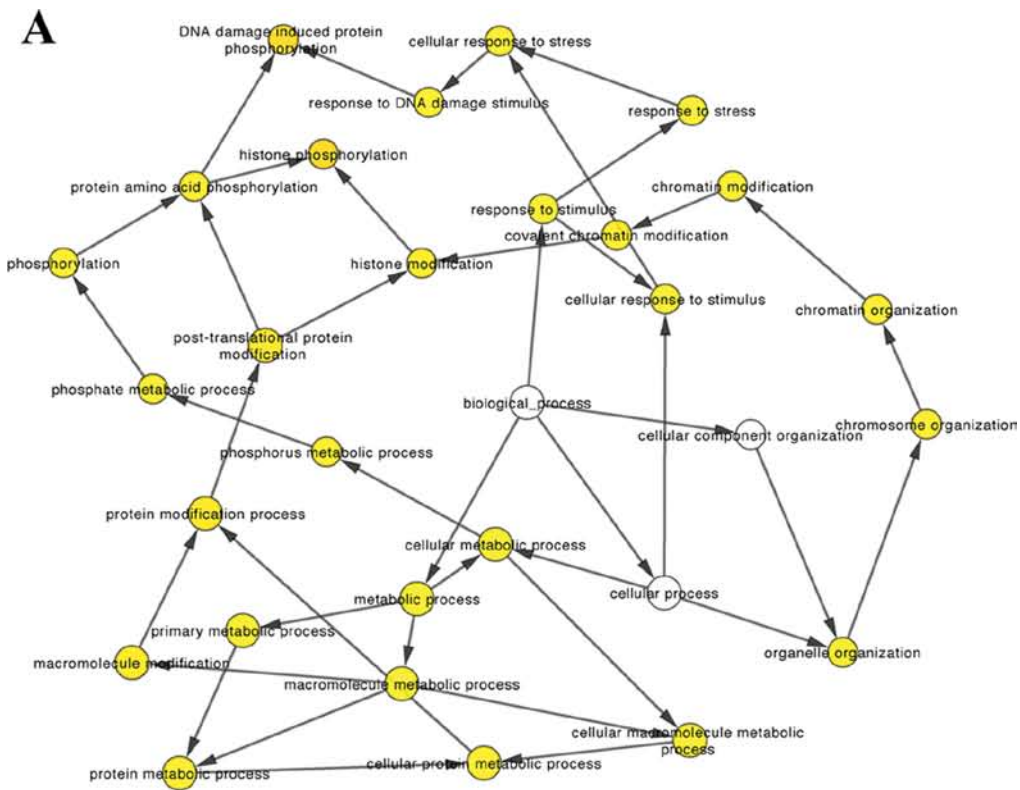 A
DNA damage induced protein
phosphorylation
cellular response to stress
response to DNA damage stimulus
response to stress
histone phosphorylation
protein amino acid phosphorylation
chromatin modification
response to stimulus
covalent chromatin modification
phosphorylation
histone modification
cellular response to stimulus
chromatin organization
post-translational protein
modification
phosphate metabolic process
biological_process
chromosome organization
cellular component organization
phosphorus metabolic process
protein modification process
cellular metabolic process
cellular process
metabolic process
primary metabolic process
organelle organization
macromolecule modification
macromolecule metabolic process
cellular macromolecule metabolic
process
cellular protein metabolic process
protein metabolic process